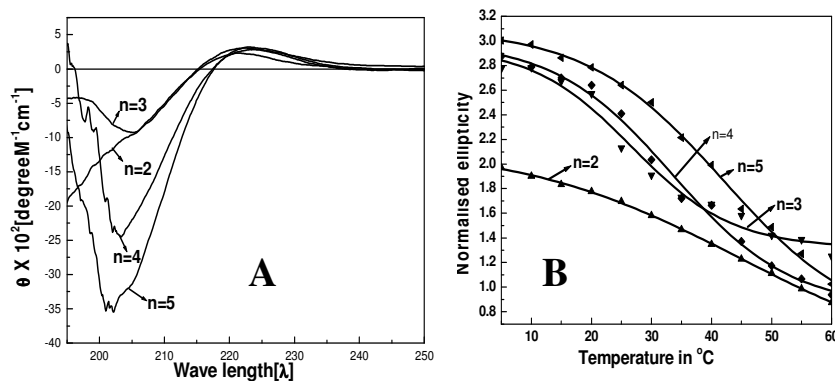 θ X 10²[degreeM⁻¹cm⁻¹]
5
0
-5
-10
-15
-20
-25
-30
-35
-40
n=3
n=2
n=4
n=5
A
200 210 220 230 240 250
Wave length[λ]
Normalised ellipticity
3.2
3.0
2.8
2.6
2.4
2.2
2.0
1.8
1.6
1.4
1.2
1.0
0.8
n=4
n=2
n=5
n=3
B
10 20 30 40 50 60
Temperature in °C